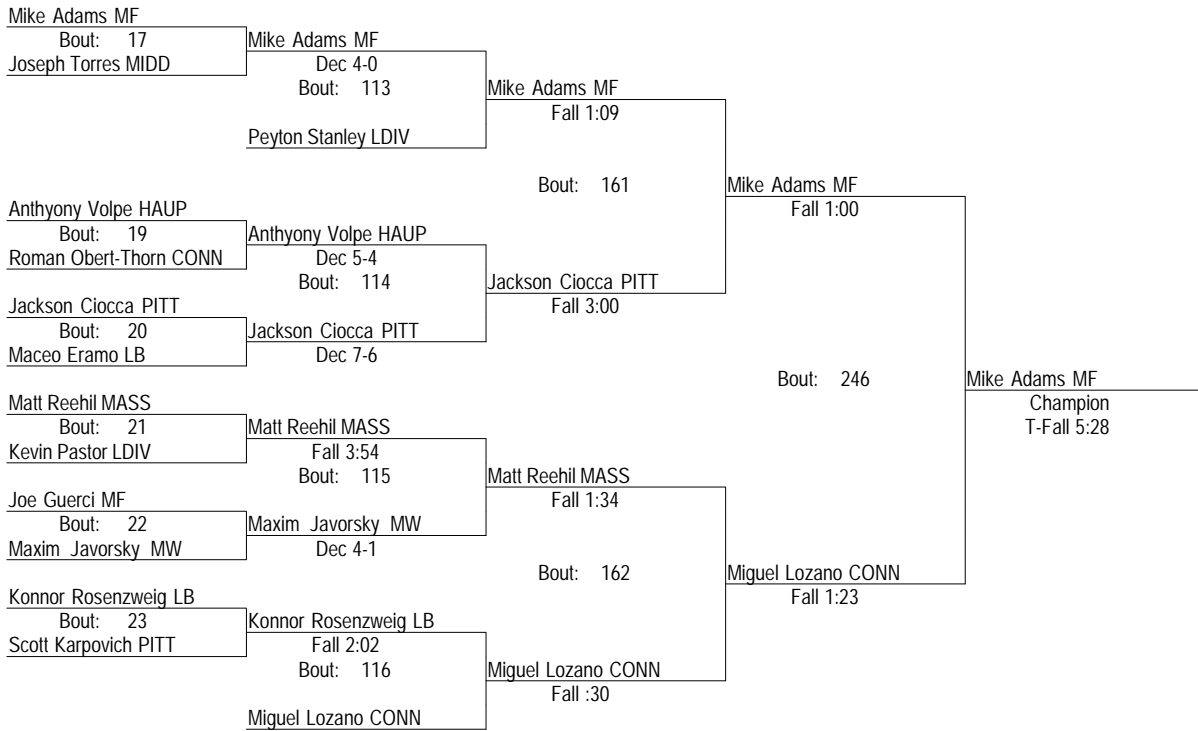 Mike Adams MF
Bout: 17
Mike Adams MF
Joseph Torres MIDD
Dec 4-0
Bout: 113
Mike Adams MF
Fall 1:09
Peyton Stanley LDIV
Bout: 161
Mike Adams MF
Fall 1:00
Anthyony Volpe HAUP
Bout: 19
Anthyony Volpe HAUP
Roman Obert-Thorn CONN
Dec 5-4
Bout: 114
Jackson Ciocca PITT
Fall 3:00
Jackson Ciocca PITT
Bout: 20
Jackson Ciocca PITT
Maceo Eramo LB
Dec 7-6
Bout: 246
Mike Adams MF
Champion
T-Fall 5:28
Matt Reehil MASS
Bout: 21
Matt Reehil MASS
Kevin Pastor LDIV
Fall 3:54
Bout: 115
Matt Reehil MASS
Fall 1:34
Joe Guerci MF
Bout: 22
Maxim Javorsky MW
Maxim Javorsky MW
Dec 4-1
Bout: 162
Miguel Lozano CONN
Fall 1:23
Konnor Rosenzweig LB
Bout: 23
Konnor Rosenzweig LB
Scott Karpovich PITT
Fall 2:02
Bout: 116
Miguel Lozano CONN
Fall :30
Miguel Lozano CONN